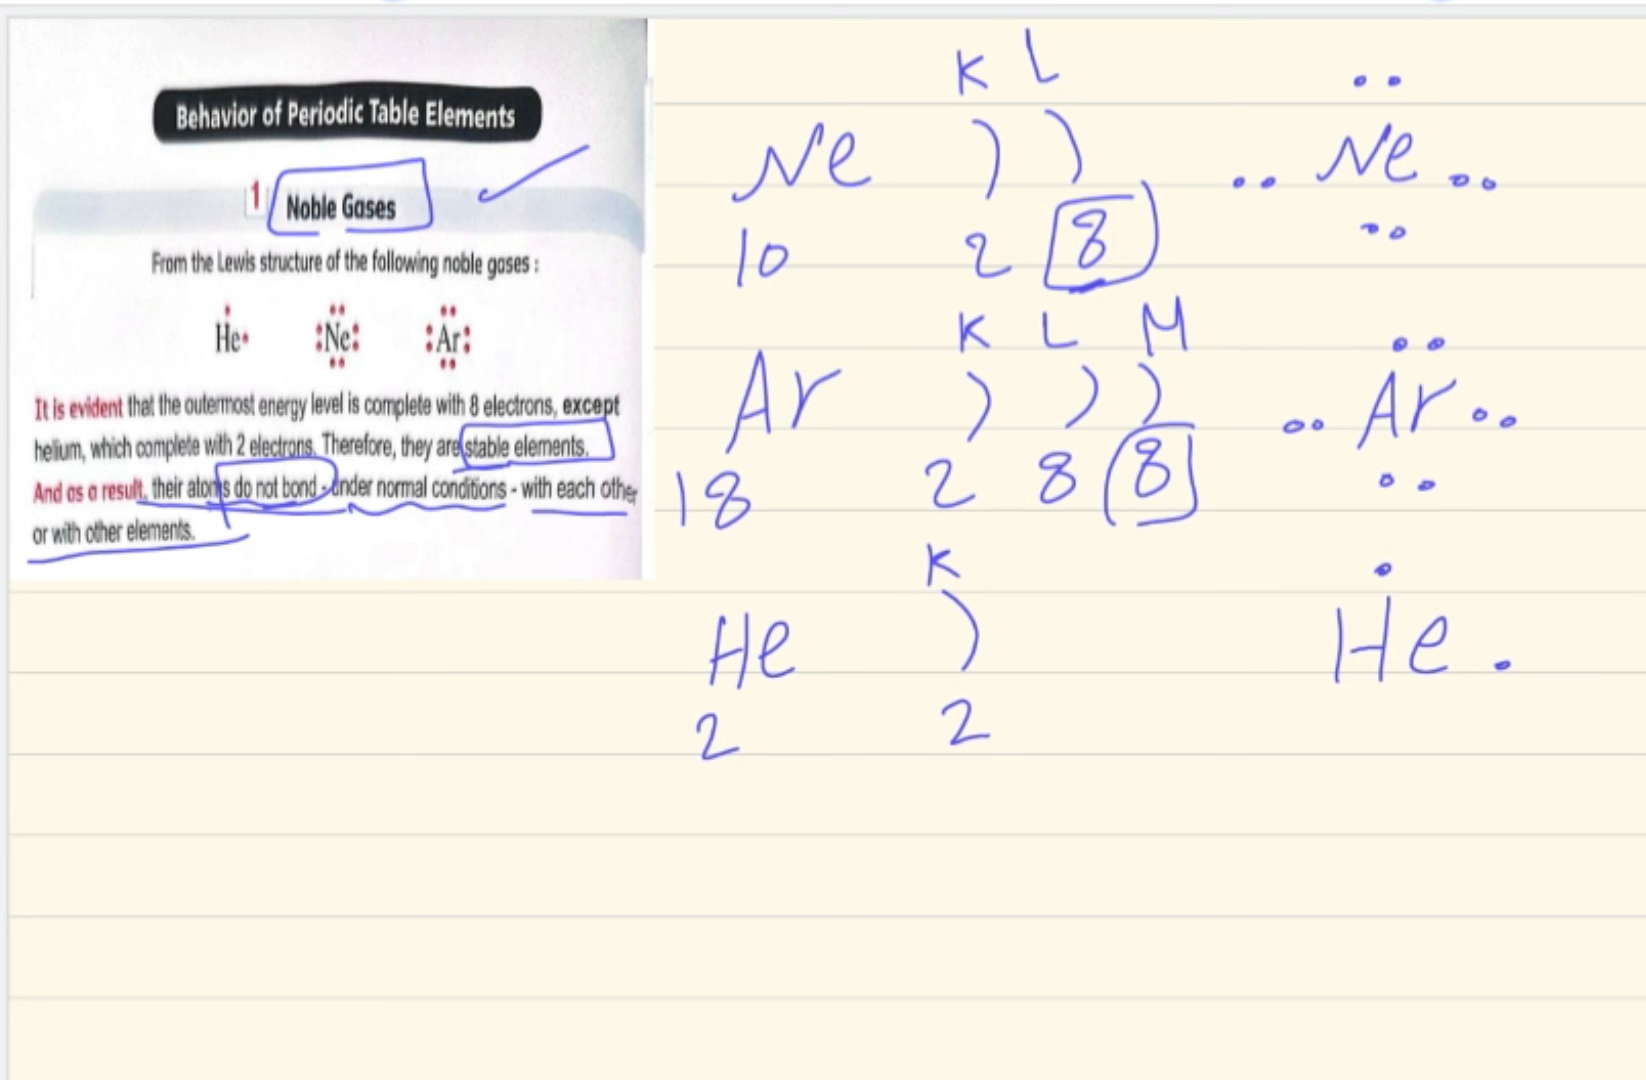 Behavior of Periodic Table Elements
1 Noble Gases
From the Lewis structure of the following noble gases :
He Ne Ar
It is evident that the outermost energy level is complete with 8 electrons, except
helium, which complete with 2 electrons. Therefore, they are stable elements.
And as a result, their atoms do not bond - under normal conditions - with each other
or with other elements.
K L
Ne ) ) Ne
10 2 8
K L M
Ar ) ) ) Ar
18 2 8 8
K
He ) He
2 2